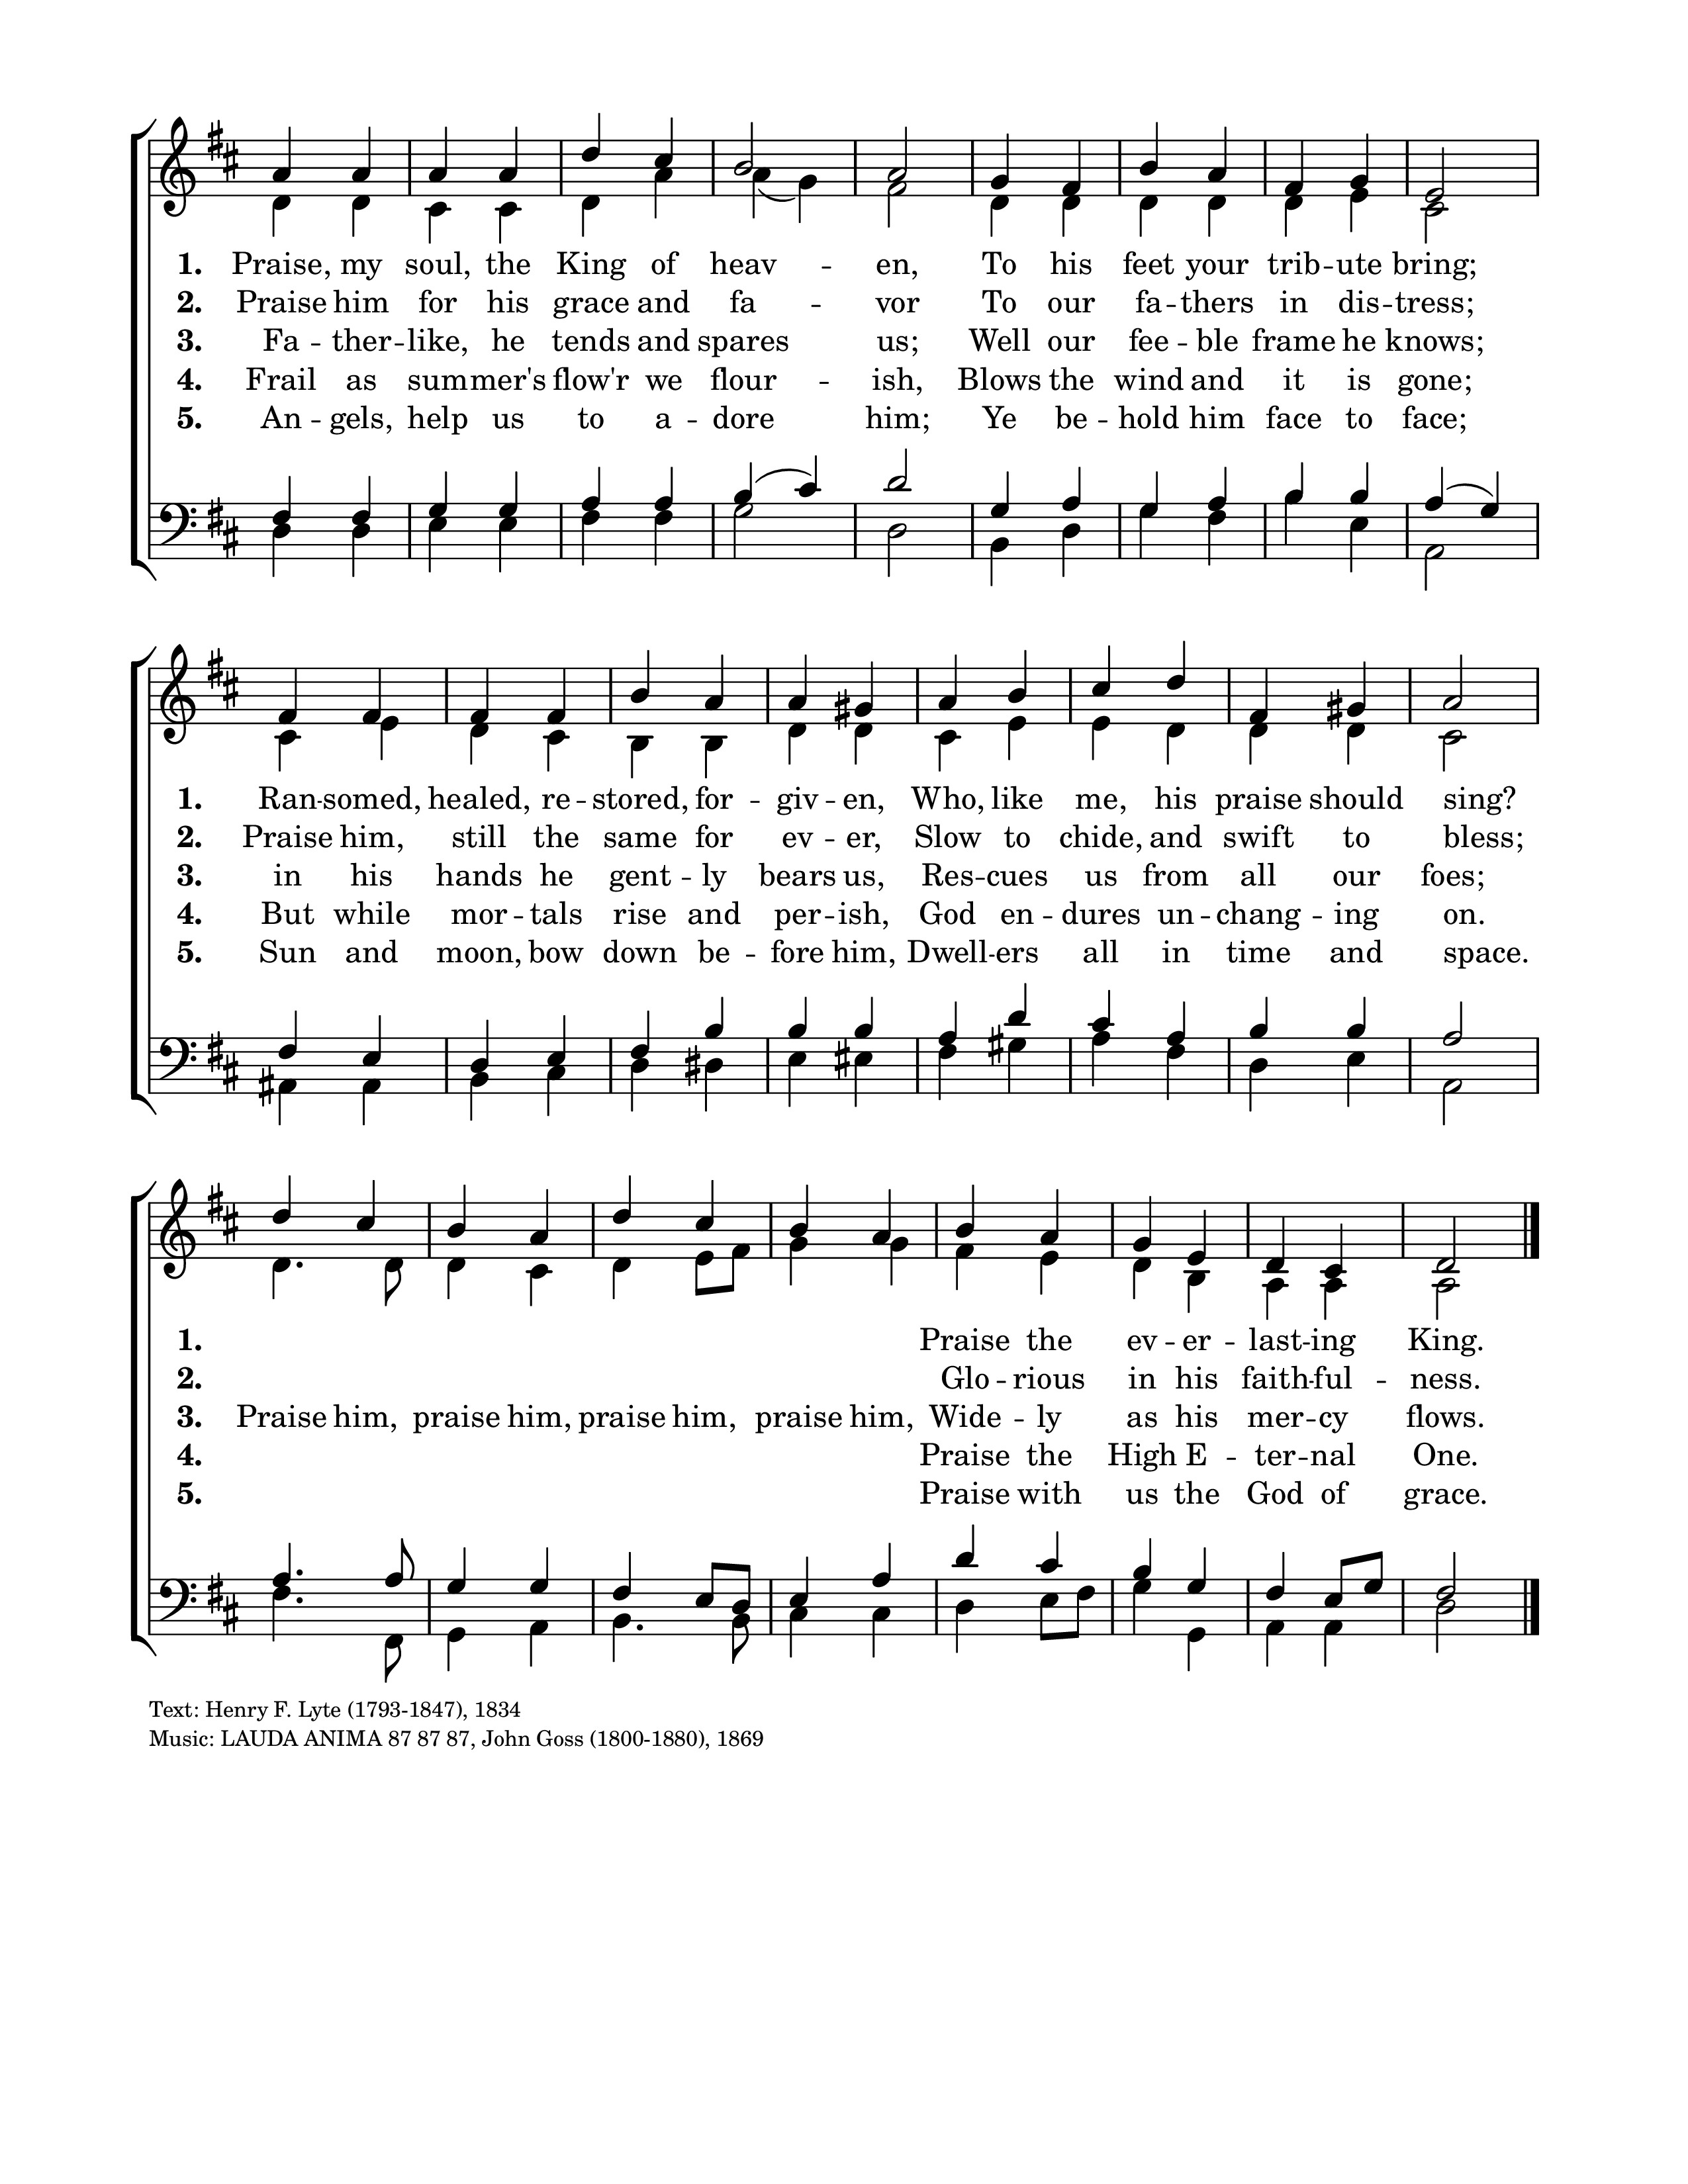 1. Praise, my soul, the King of heav -- en, To his feet your trib -- ute bring;
2. Praise him for his grace and fa -- vor To our fa -- thers in dis -- tress;
3. Fa -- ther -- like, he tends and spares us; Well our fee -- ble frame he knows;
4. Frail as summer's flow'r we flour -- ish, Blows the wind and it is gone;
5. An -- gels, help us to a -- dore him; Ye be -- hold him face to face;
1. Ran -- somed, healed, re -- stored, for -- giv -- en, Who, like me, his praise should sing?
2. Praise him, still the same for ev -- er, Slow to chide, and swift to bless;
3. in his hands he gent -- ly bears us, Res -- cues us from all our foes;
4. But while mor -- tals rise and per -- ish, God en -- dures un -- chang -- ing on.
5. Sun and moon, bow down be -- fore him, Dwell -- ers all in time and space.
1. Praise the ev -- er -- last -- ing King.
2. Glo -- rious in his faith -- ful -- ness.
3. Praise him, praise him, praise him, praise him, Wide -- ly as his mer -- cy flows.
4. Praise the High E -- ter -- nal One.
5. Praise with us the God of grace.
Text: Henry F. Lyte (1793-1847), 1834
Music: LAUDA ANIMA 87 87 87, John Goss (1800-1880), 1869